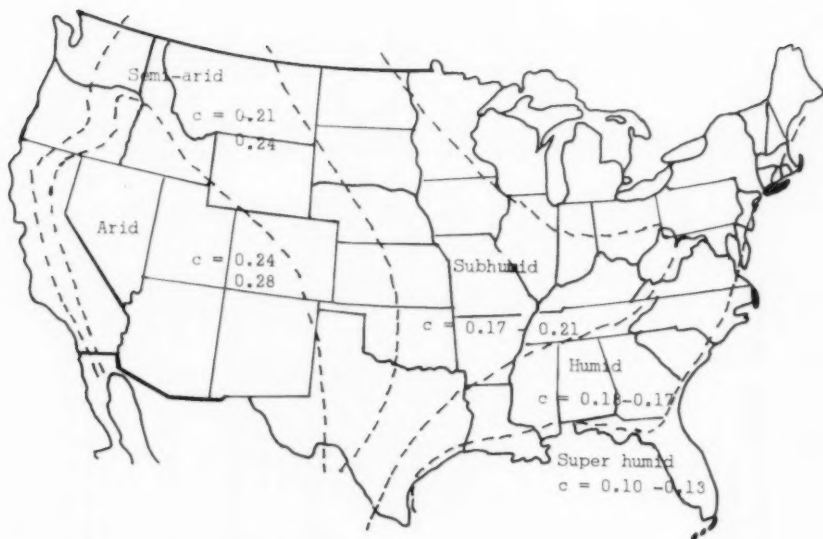 Semi-arid
c = 0.21
0.24
Arid
c = 0.24
0.28
Subhumid
c = 0.17 - 0.21
Humid
c = 0.18-0.17
Super humid
c = 0.10 -0.13